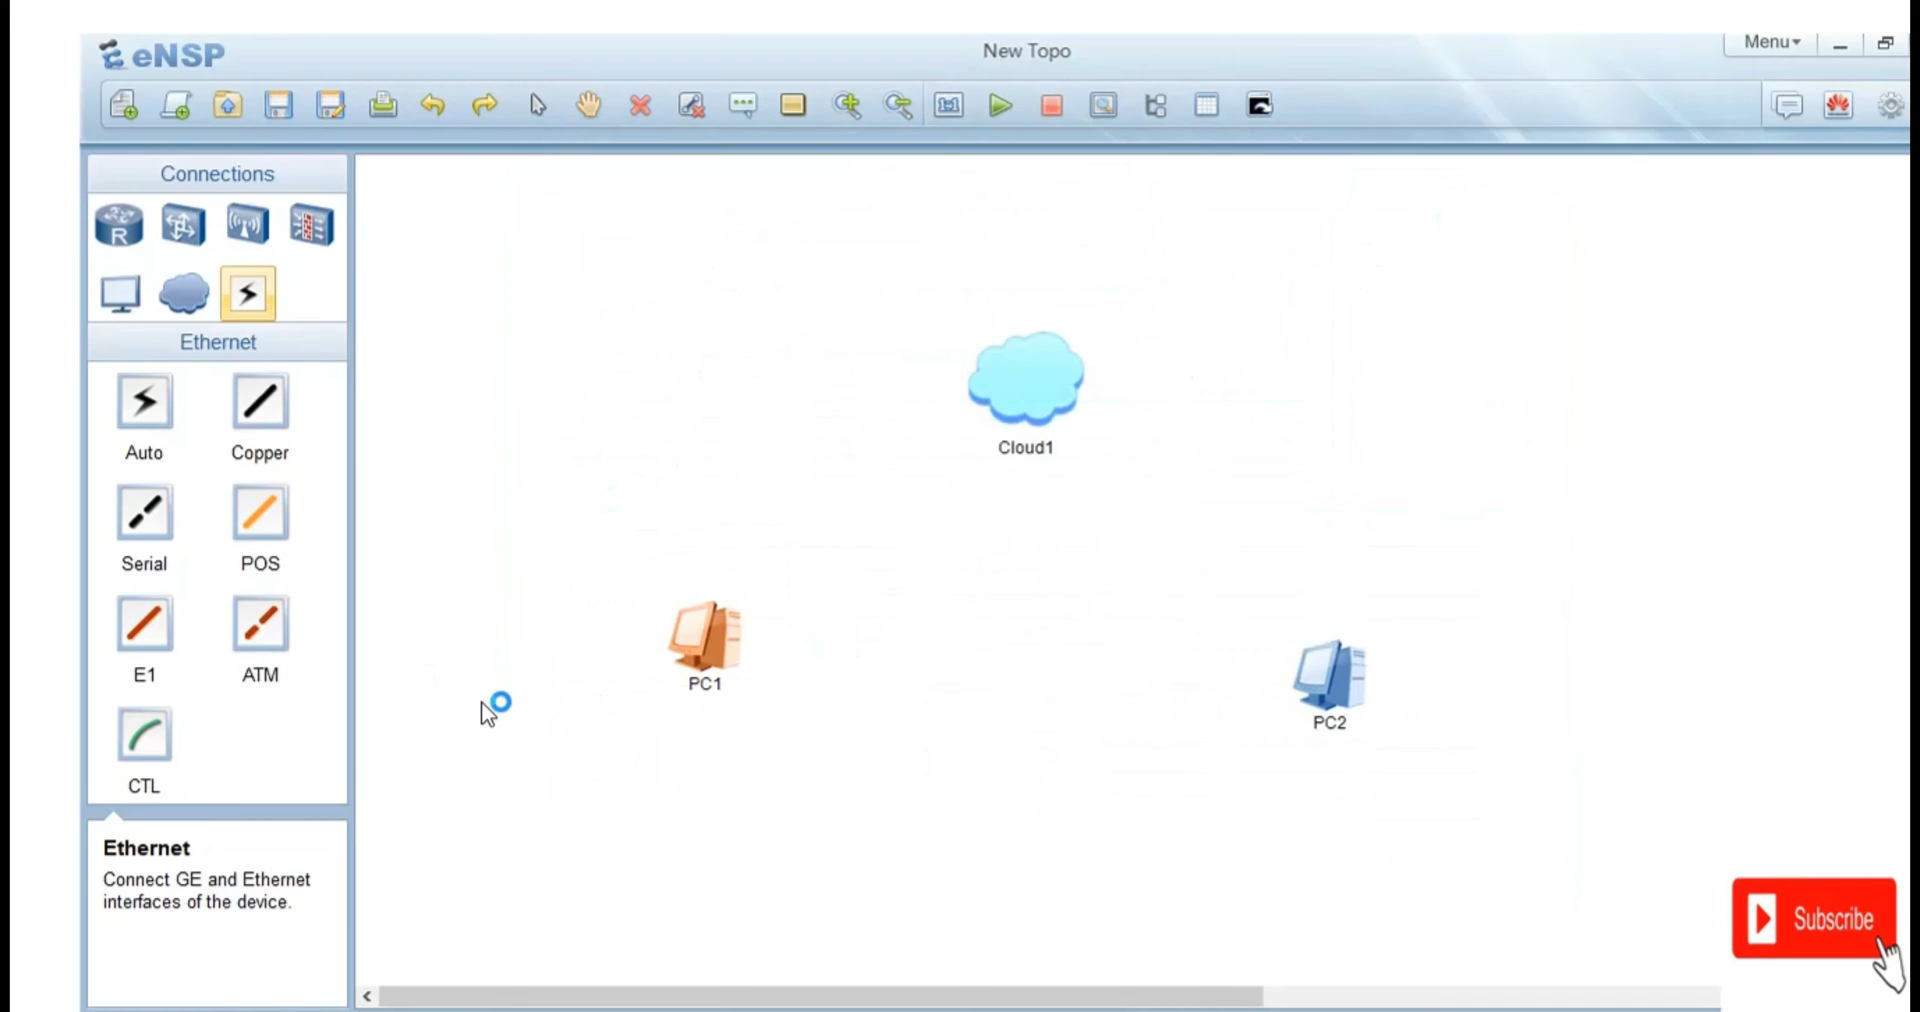 eNSP
New Topo
Menu
Connections
R
Ethernet
Auto
Copper
Serial
POS
E1
ATM
CTL
Ethernet
Connect GE and Ethernet
interfaces of the device.
Cloud1
PC1
PC2
Subscribe